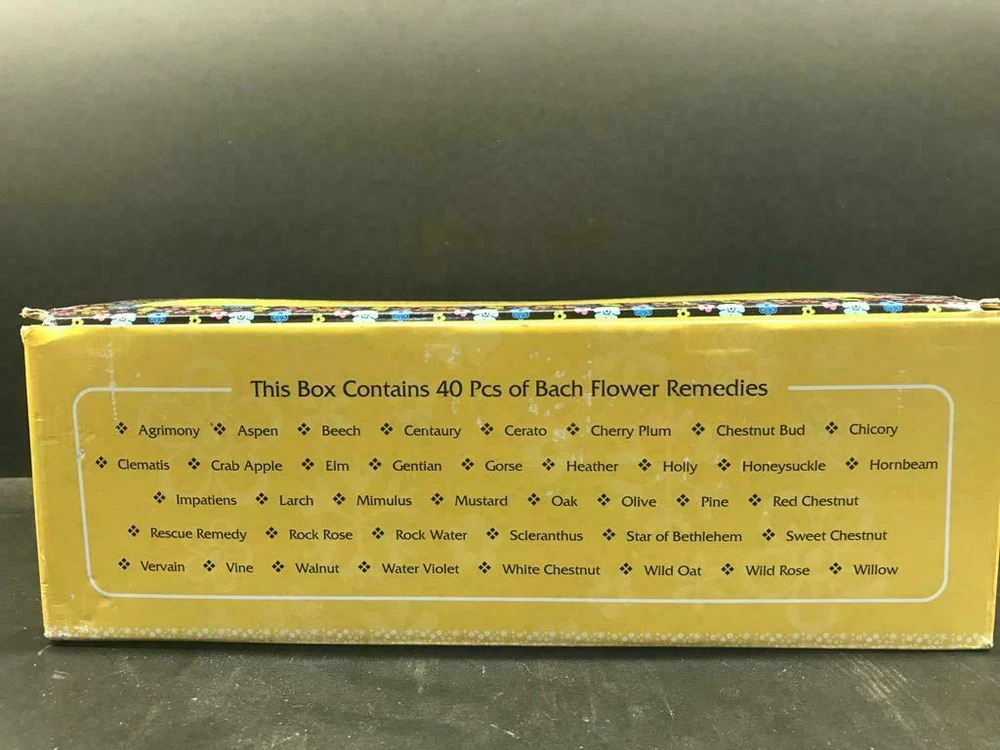 This Box Contains 40 Pcs of Bach Flower Remedies
❖ Agrimony ❖ Aspen ❖ Beech ❖ Centaury ❖ Cerato ❖ Cherry Plum ❖ Chestnut Bud ❖ Chicory
❖ Clematis ❖ Crab Apple ❖ Elm ❖ Gentian ❖ Gorse ❖ Heather ❖ Holly ❖ Honeysuckle ❖ Hornbeam
❖ Impatiens ❖ Larch ❖ Mimulus ❖ Mustard ❖ Oak ❖ Olive ❖ Pine ❖ Red Chestnut
❖ Rescue Remedy ❖ Rock Rose ❖ Rock Water ❖ Scleranthus ❖ Star of Bethlehem ❖ Sweet Chestnut
❖ Vervain ❖ Vine ❖ Walnut ❖ Water Violet ❖ White Chestnut ❖ Wild Oat ❖ Wild Rose ❖ Willow